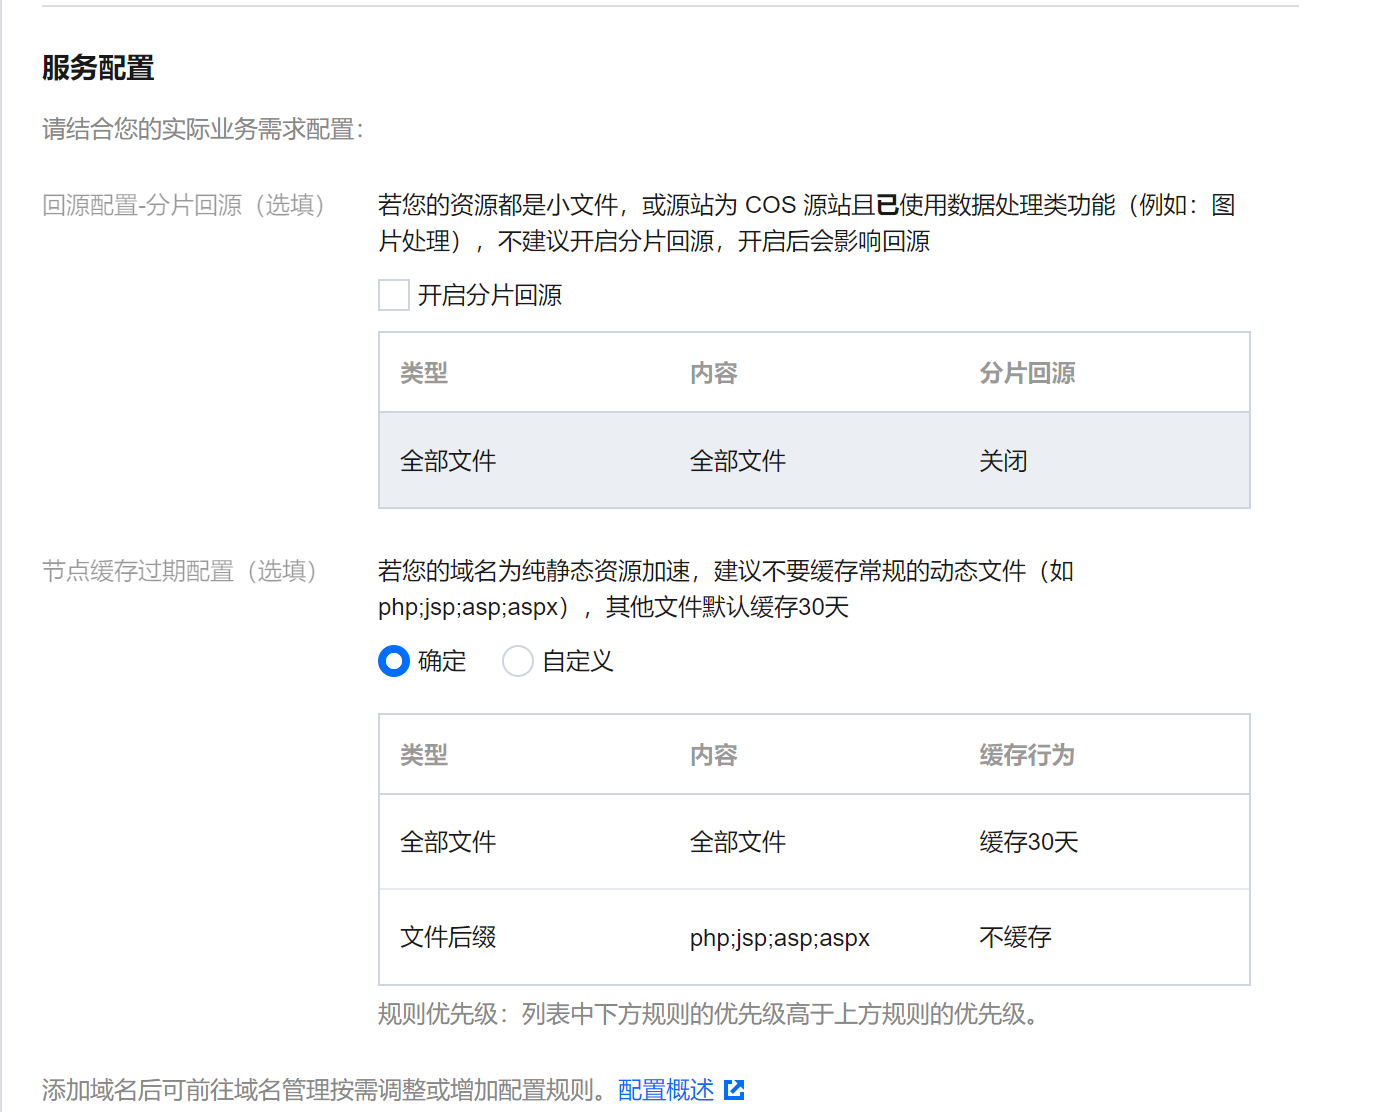 服务配置
请结合您的实际业务需求配置：
回源配置-分片回源（选填）
若您的资源都是小文件，或源站为 COS 源站且已使用数据处理类功能（例如：图
片处理），不建议开启分片回源，开启后会影响回源
开启分片回源
类型 内容 分片回源
全部文件 全部文件 关闭
节点缓存过期配置（选填）
若您的域名为纯静态资源加速，建议不要缓存常规的动态文件（如
php;jsp;asp;aspx），其他文件默认缓存30天
确定 自定义
类型 内容 缓存行为
全部文件 全部文件 缓存30天
文件后缀 php;jsp;asp;aspx 不缓存
规则优先级：列表中下方规则的优先级高于上方规则的优先级。
添加域名后可前往域名管理按需调整或增加配置规则。配置概述